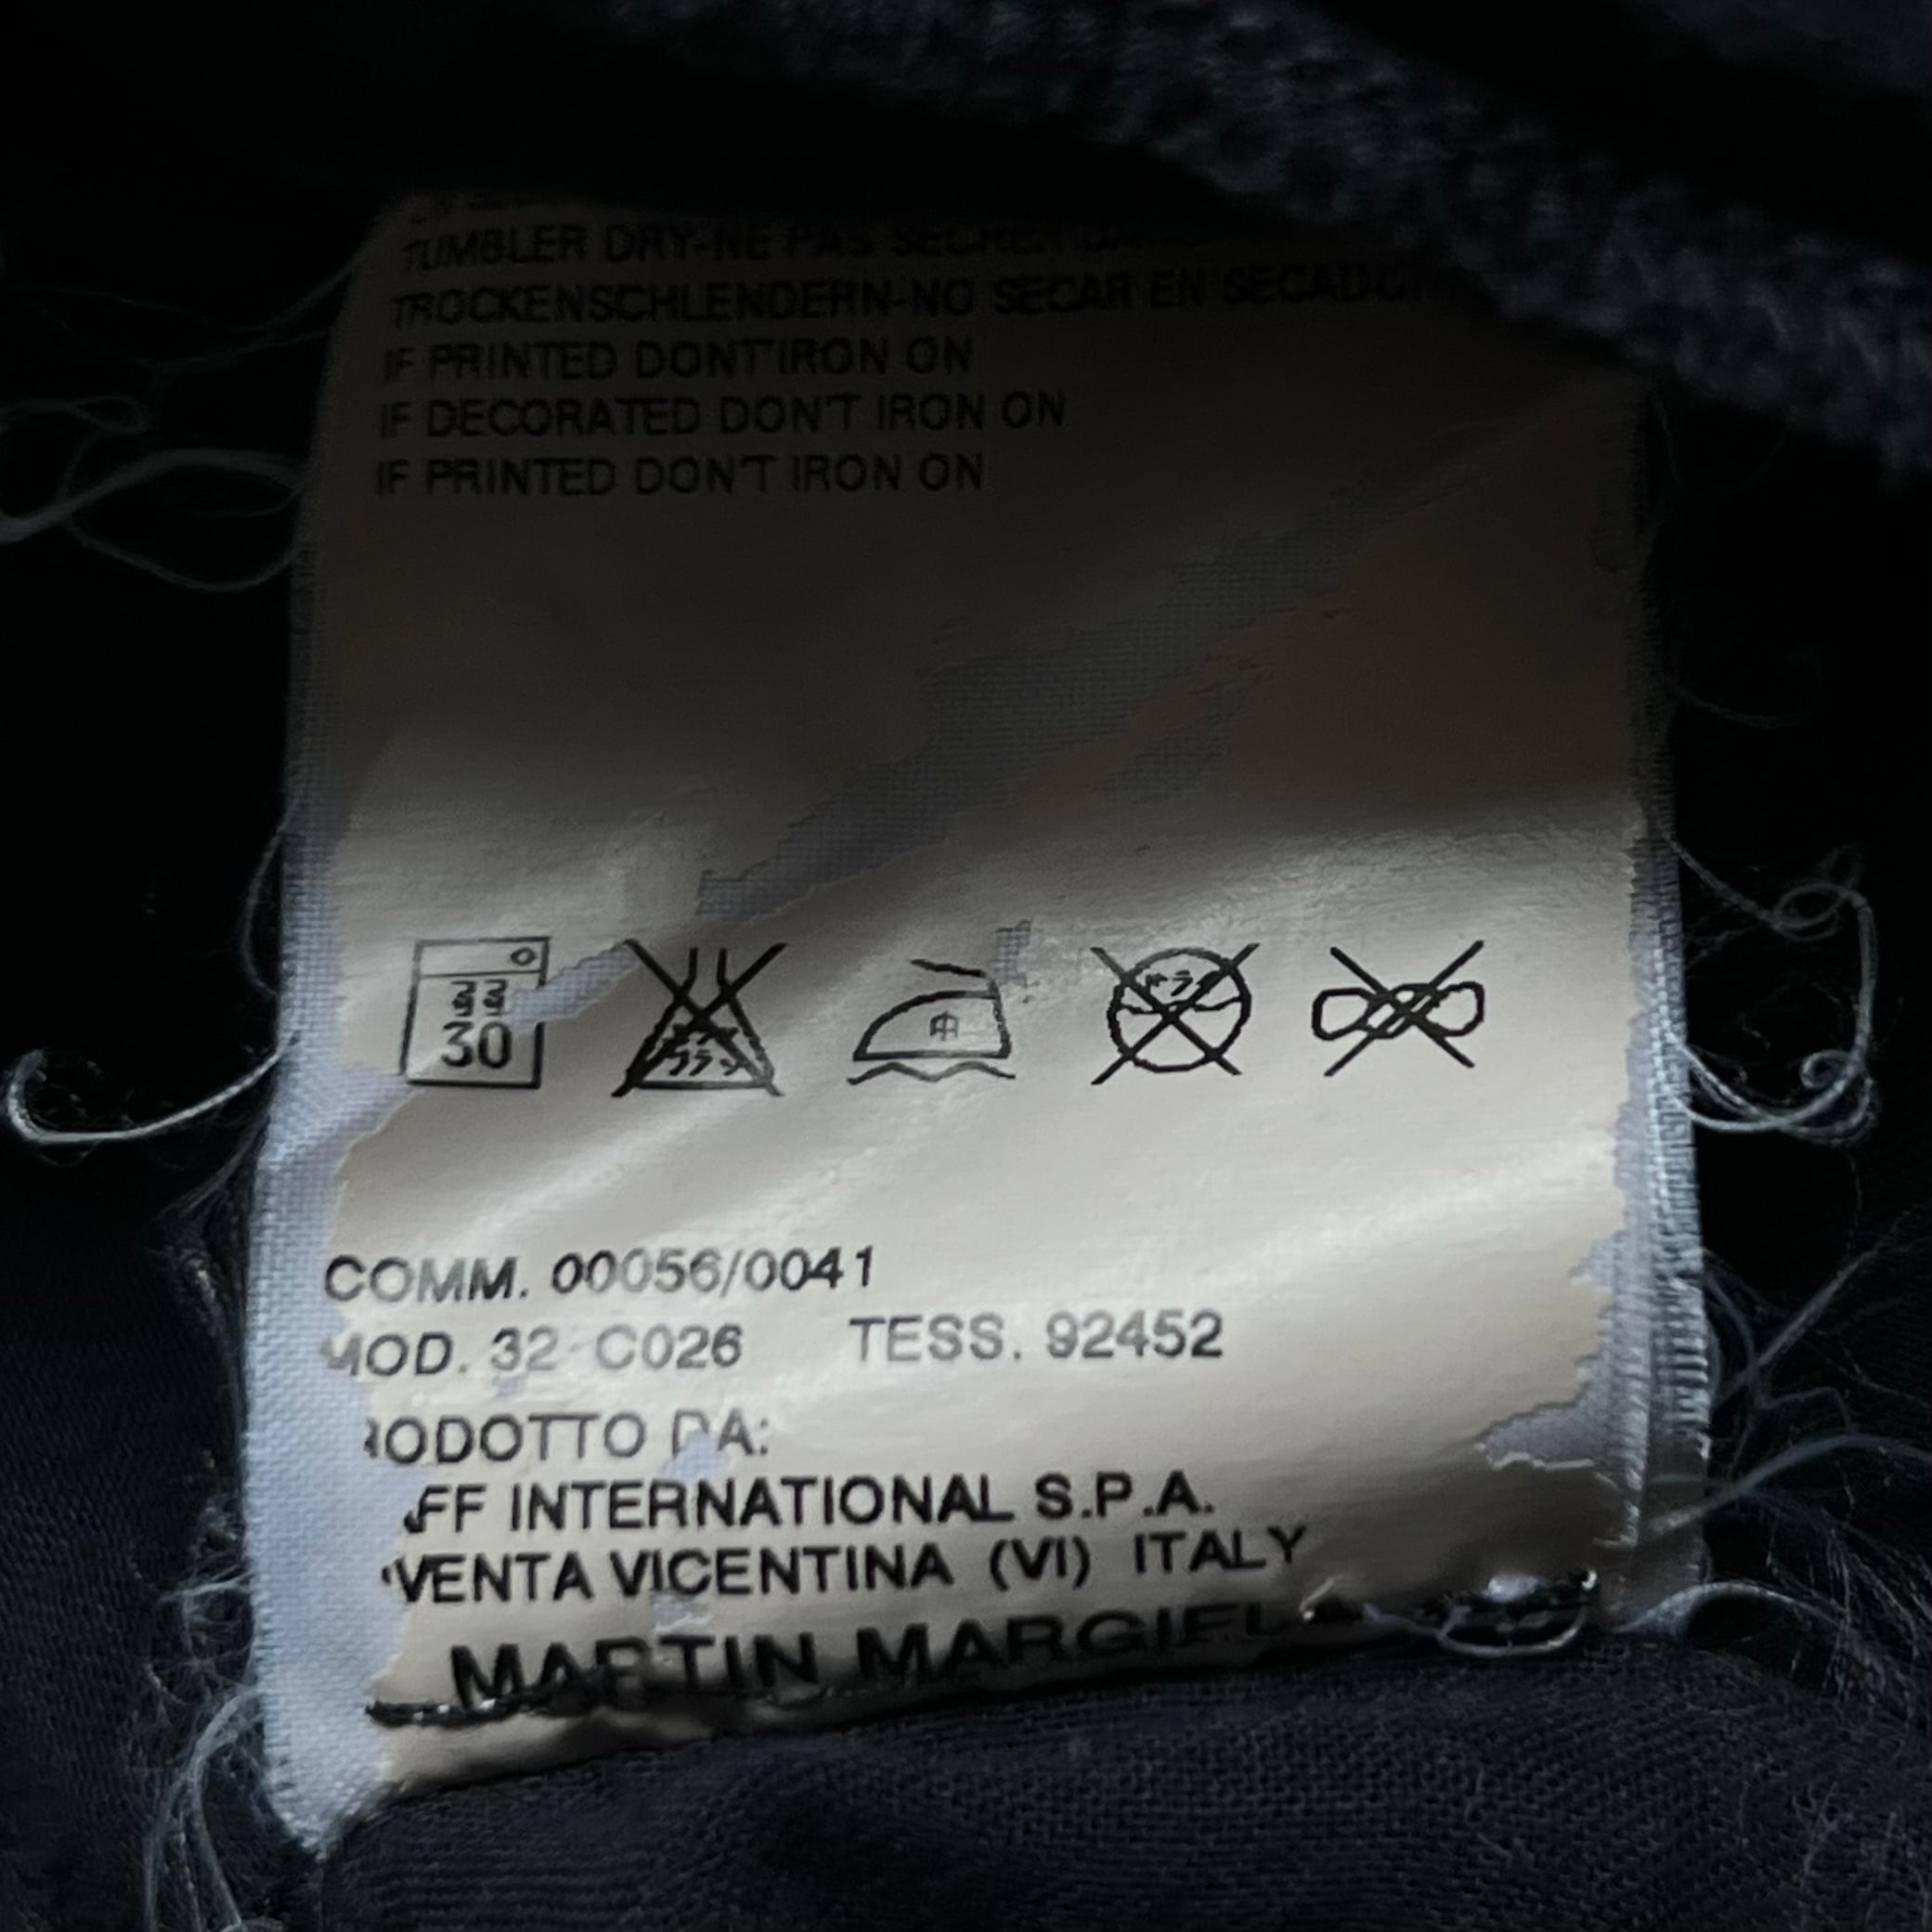 TUMBLER DRY-NE PAS SECHER
TROCKENSCHLENDERN-NO SECAR EN
IF PRINTED DONT'IRON ON
IF DECORATED DON'T IRON ON
IF PRINTED DON'T IRON ON
30
中
COMM. 00056/0041
MOD. 32 C026 TESS. 92452
RODOTTO DA:
FF INTERNATIONAL S.P.A.
VENTA VICENTINA (VI) ITALY
MARTIN MARGIEL